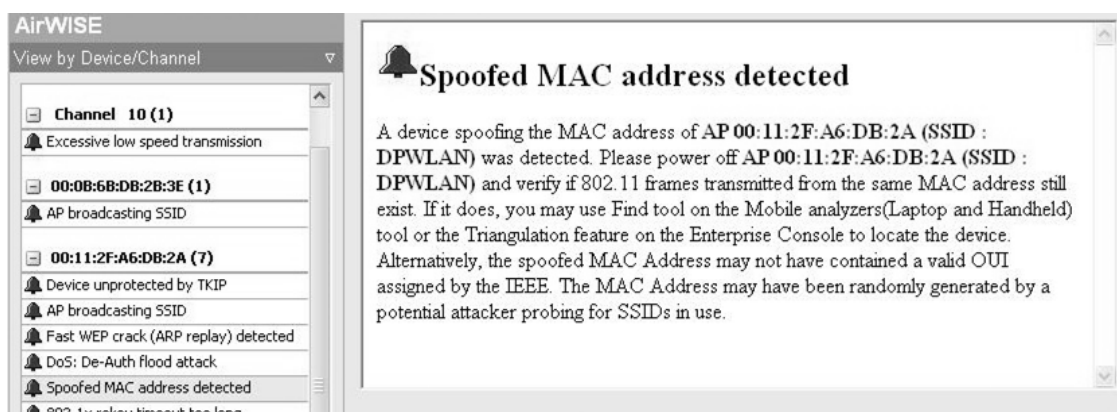 AirWISE
View by Device/Channel
Channel 10 (1)
Excessive low speed transmission
00:0B:6B:DB:2B:3E (1)
AP broadcasting SSID
00:11:2F:A6:DB:2A (7)
Device unprotected by TKIP
AP broadcasting SSID
Fast WEP crack (ARP replay) detected
DoS: De-Auth flood attack
Spoofed MAC address detected
802.1x rekey timeout too long
Spoofed MAC address detected
A device spoofing the MAC address of AP 00:11:2F:A6:DB:2A (SSID :
DPWLAN) was detected. Please power off AP 00:11:2F:A6:DB:2A (SSID :
DPWLAN) and verify if 802.11 frames transmitted from the same MAC address still
exist. If it does, you may use Find tool on the Mobile analyzers(Laptop and Handheld)
tool or the Triangulation feature on the Enterprise Console to locate the device.
Alternatively, the spoofed MAC Address may not have contained a valid OUI
assigned by the IEEE. The MAC Address may have been randomly generated by a
potential attacker probing for SSIDs in use.